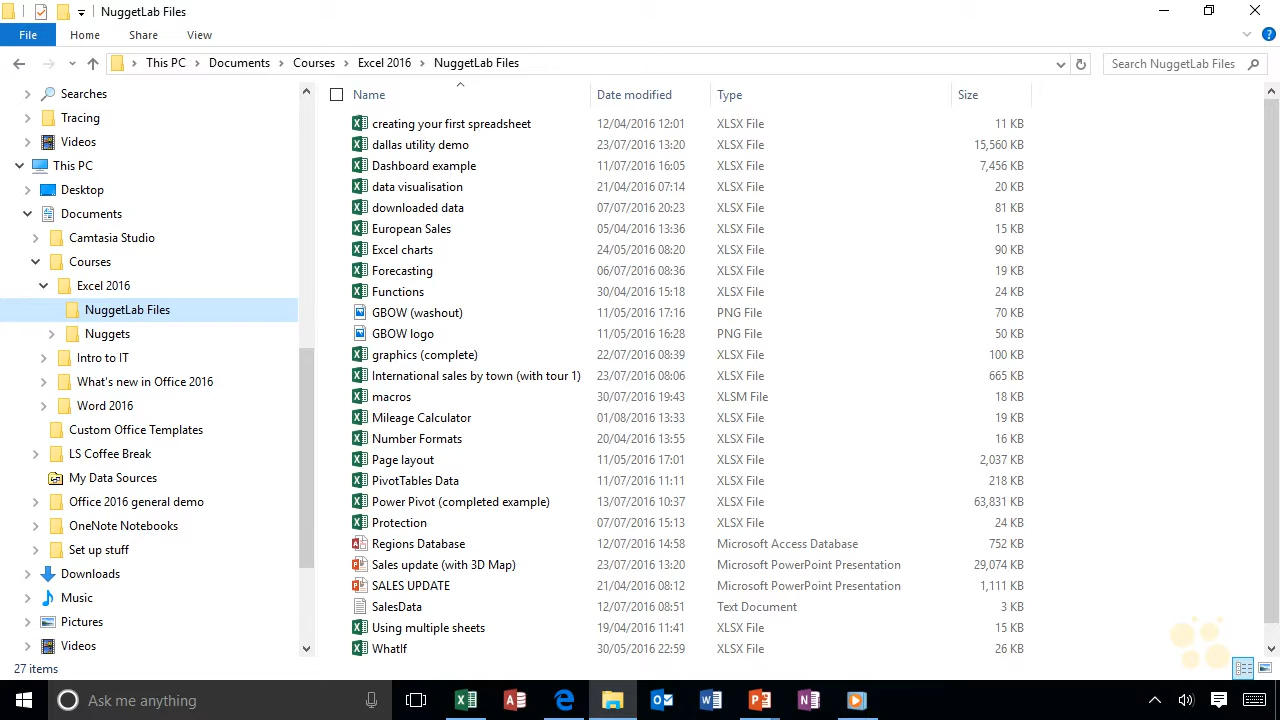 NuggetLab Files
File Home Share View
This PC Documents Courses Excel 2016 NuggetLab Files Search NuggetLab Files
Name Date modified Type Size
Searches
Tracing
Videos
This PC
Desktop
Documents
Camtasia Studio
Courses
Excel 2016
NuggetLab Files
Nuggets
Intro to IT
What's new in Office 2016
Word 2016
Custom Office Templates
LS Coffee Break
My Data Sources
Office 2016 general demo
OneNote Notebooks
Set up stuff
Downloads
Music
Pictures
Videos
creating your first spreadsheet 12/04/2016 12:01 XLSX File 11 KB
dallas utility demo 23/07/2016 13:20 XLSX File 15,560 KB
Dashboard example 11/07/2016 16:05 XLSX File 7,456 KB
data visualisation 21/04/2016 07:14 XLSX File 20 KB
downloaded data 07/07/2016 20:23 XLSX File 81 KB
European Sales 05/04/2016 13:36 XLSX File 15 KB
Excel charts 24/05/2016 08:20 XLSX File 90 KB
Forecasting 06/07/2016 08:36 XLSX File 19 KB
Functions 30/04/2016 15:18 XLSX File 24 KB
GBOW (washout) 11/05/2016 17:16 PNG File 70 KB
GBOW logo 11/05/2016 16:28 PNG File 50 KB
graphics (complete) 22/07/2016 08:39 XLSX File 100 KB
International sales by town (with tour 1) 23/07/2016 08:06 XLSX File 665 KB
macros 30/07/2016 19:43 XLSM File 18 KB
Mileage Calculator 01/08/2016 13:33 XLSX File 19 KB
Number Formats 20/04/2016 13:55 XLSX File 16 KB
Page layout 11/05/2016 17:01 XLSX File 2,037 KB
PivotTables Data 11/07/2016 11:11 XLSX File 218 KB
Power Pivot (completed example) 13/07/2016 10:37 XLSX File 63,831 KB
Protection 07/07/2016 15:13 XLSX File 24 KB
Regions Database 12/07/2016 14:58 Microsoft Access Database 752 KB
Sales update (with 3D Map) 23/07/2016 13:20 Microsoft PowerPoint Presentation 29,074 KB
SALES UPDATE 21/04/2016 08:12 Microsoft PowerPoint Presentation 1,111 KB
SalesData 12/07/2016 08:51 Text Document 3 KB
Using multiple sheets 19/04/2016 11:41 XLSX File 15 KB
WhatIf 30/05/2016 22:59 XLSX File 26 KB
27 items
Ask me anything